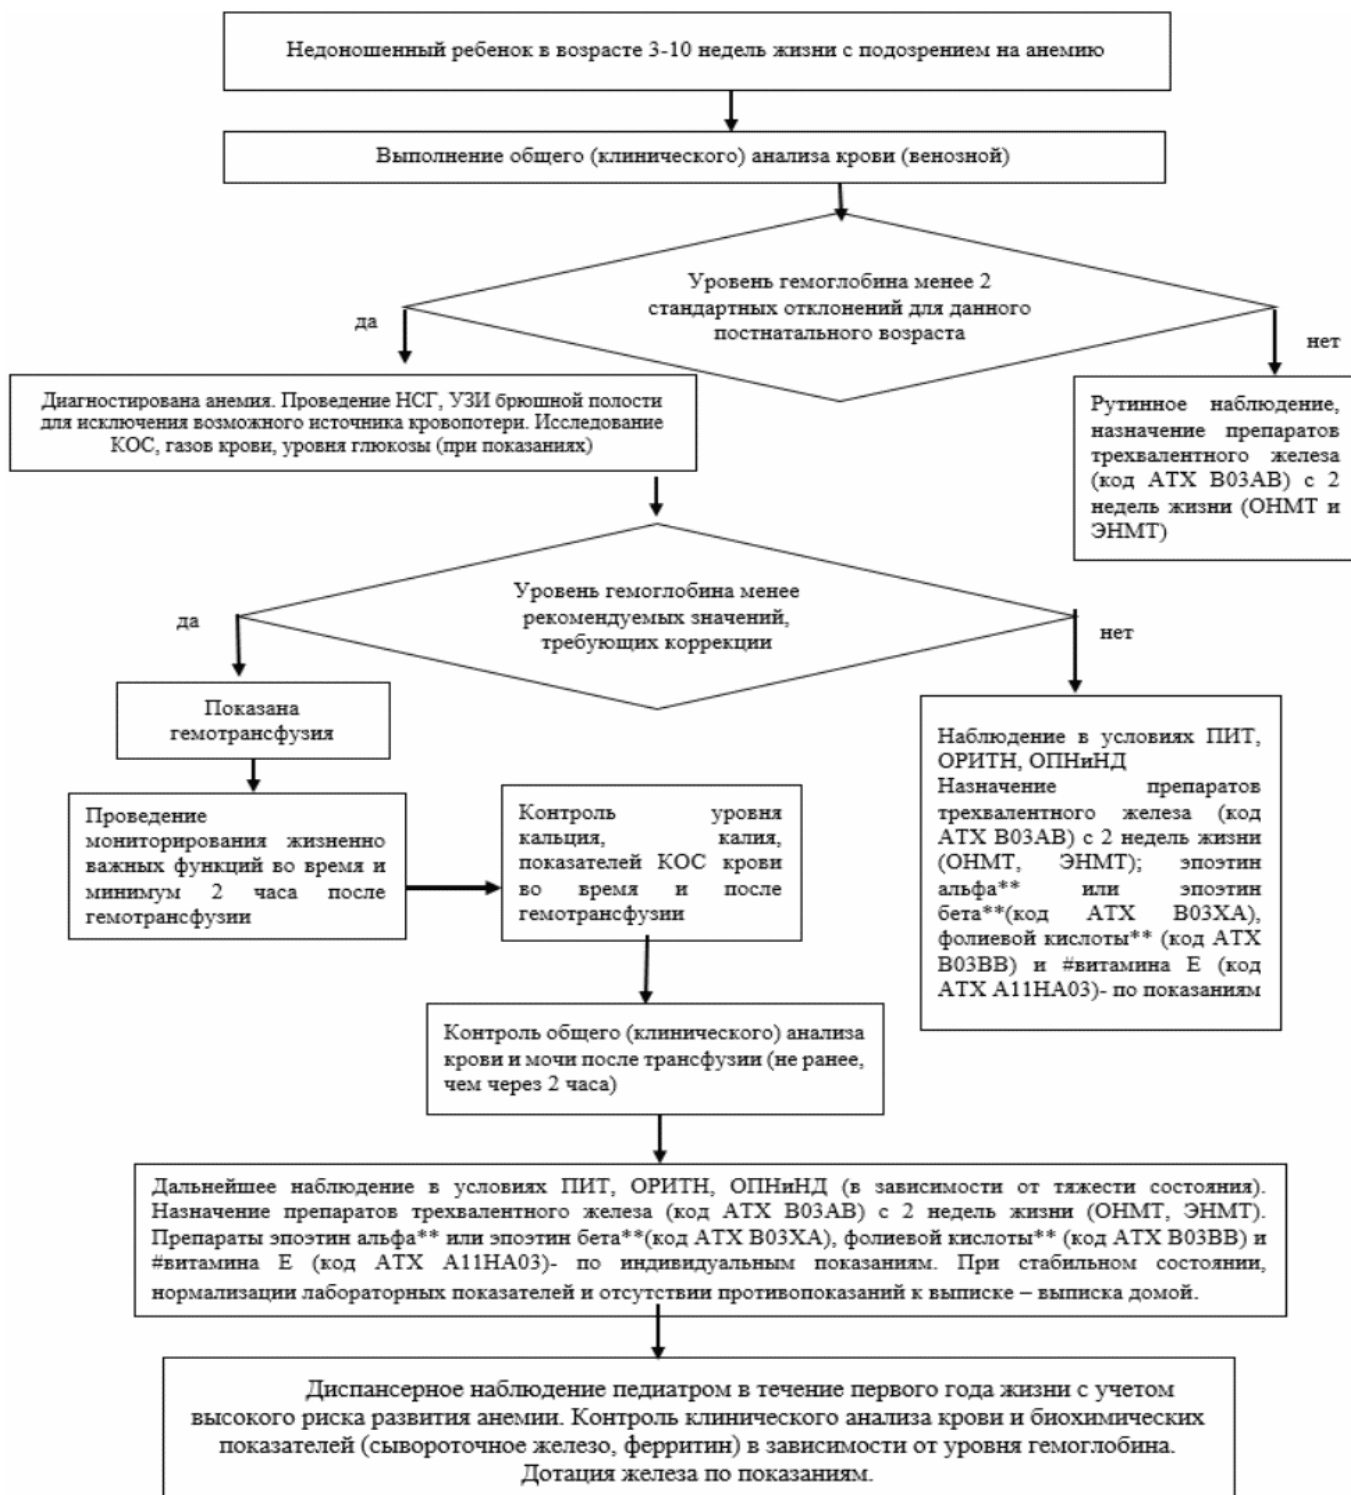 Недоношенный ребенок в возрасте 3-10 недель жизни с подозрением на анемию
Выполнение общего (клинического) анализа крови (венозной)
Уровень гемоглобина менее 2
стандартных отклонений для данного
постнатального возраста
да
нет
Диагностирована анемия. Проведение НСГ, УЗИ брюшной полости
для исключения возможного источника кровопотери. Исследование
КОС, газов крови, уровня глюкозы (при показаниях)
Рутинное наблюдение,
назначение препаратов
трехвалентного железа
(код АТХ B03AB) с 2
недель жизни (ОНМТ и
ЭНМТ)
Уровень гемоглобина менее
рекомендуемых значений,
требующих коррекции
да
нет
Показана
гемотрансфузия
Проведение
мониторирования жизненно
важных функций во время и
минимум 2 часа после
гемотрансфузии
Контроль уровня
кальция, калия,
показателей КОС крови
во время и после
гемотрансфузии
Наблюдение в условиях ПИТ,
ОРИТН, ОПНиНД
Назначение препаратов
трехвалентного железа (код
АТХ B03AB) с 2 недель жизни
(ОНМТ, ЭНМТ); эпоэтин
альфа** или эпоэтин
бета**(код АТХ B03XA),
фолиевой кислоты** (код АТХ
B03BB) и #витамина Е (код
АТХ A11HA03)- по показаниям
Контроль общего (клинического) анализа
крови и мочи после трансфузии (не ранее,
чем через 2 часа)
Дальнейшее наблюдение в условиях ПИТ, ОРИТН, ОПНиНД (в зависимости от тяжести состояния).
Назначение препаратов трехвалентного железа (код АТХ B03AB) с 2 недель жизни (ОНМТ, ЭНМТ).
Препараты эпоэтин альфа** или эпоэтин бета**(код АТХ B03XA), фолиевой кислоты** (код АТХ B03BB) и
#витамина Е (код АТХ A11HA03)- по индивидуальным показаниям. При стабильном состоянии,
нормализации лабораторных показателей и отсутствии противопоказаний к выписке – выписка домой.
Диспансерное наблюдение педиатром в течение первого года жизни с учетом
высокого риска развития анемии. Контроль клинического анализа крови и биохимических
показателей (сывороточное железо, ферритин) в зависимости от уровня гемоглобина.
Дотация железа по показаниям.